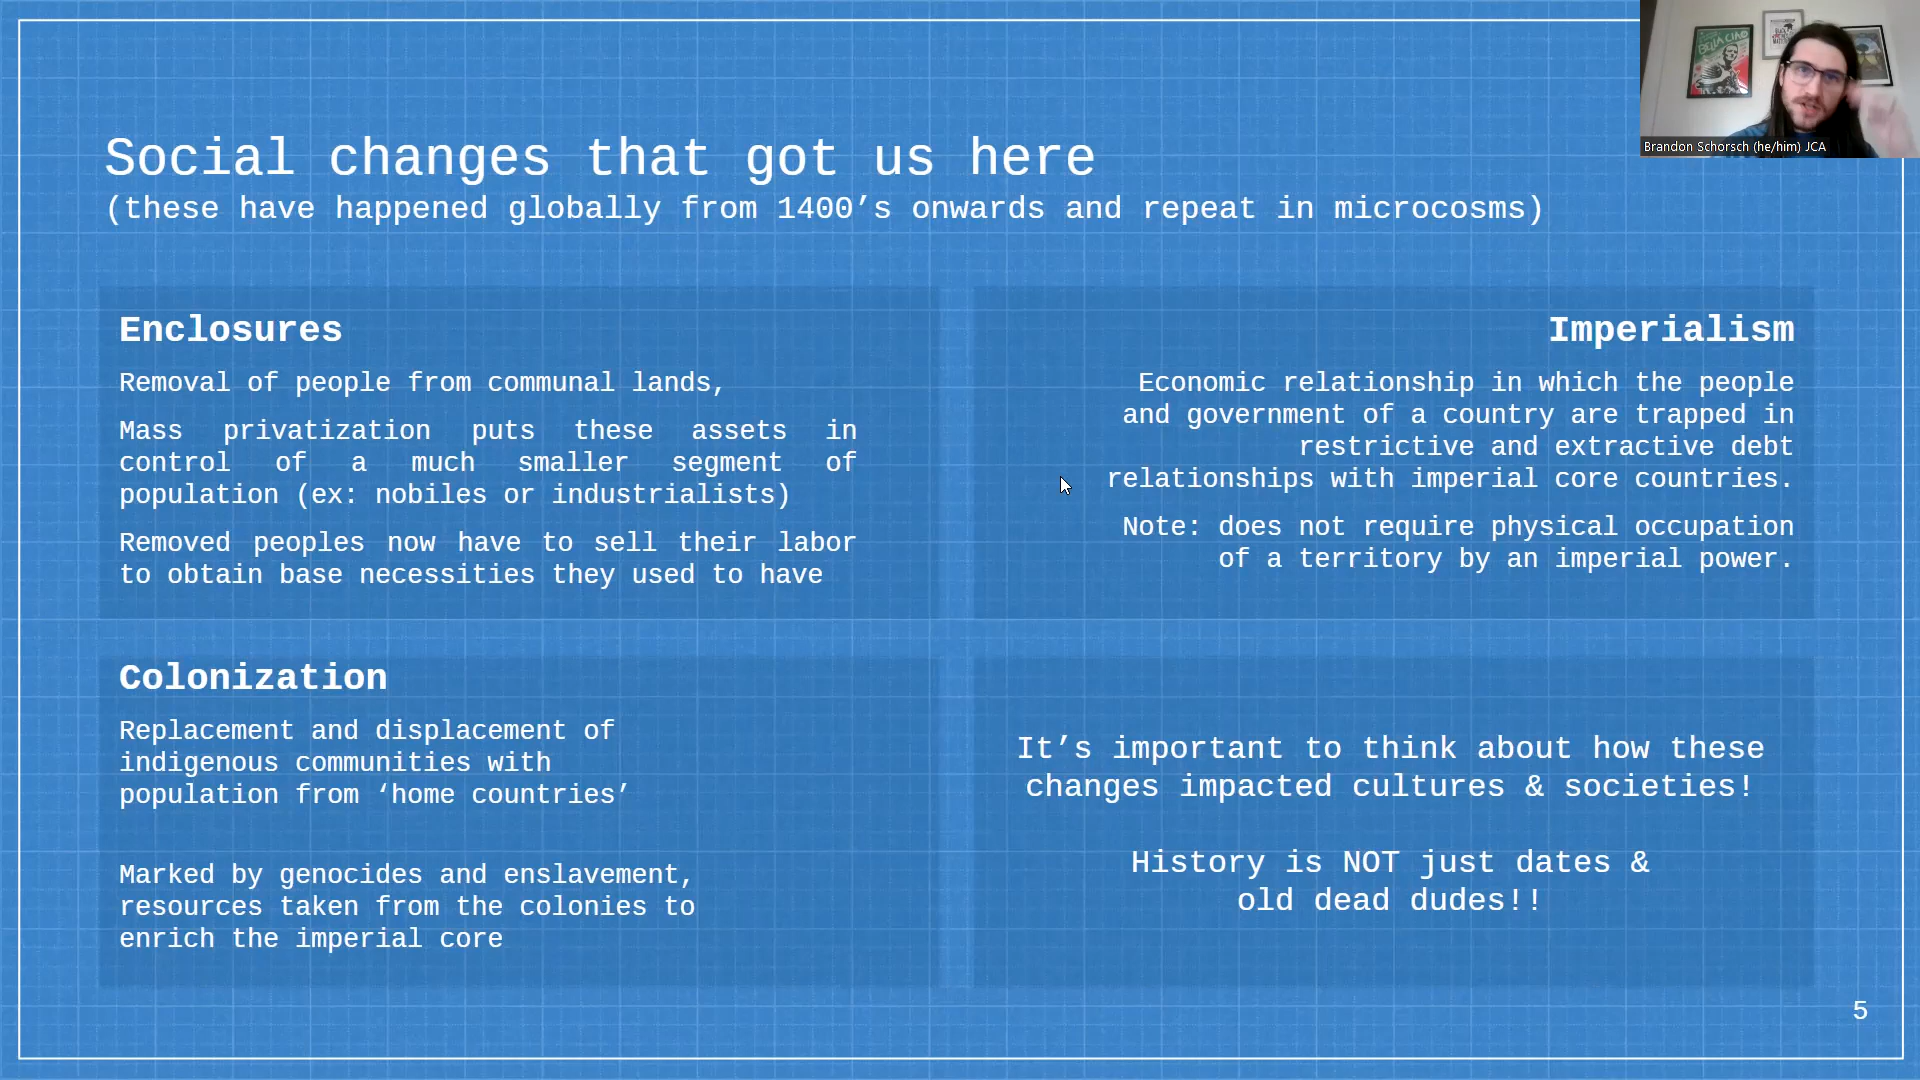 Social changes that got us here
(these have happened globally from 1400’s onwards and repeat in microcosms)
Enclosures
Removal of people from communal lands,
Mass privatization puts these assets in
control of a much smaller segment of
population (ex: nobiles or industrialists)
Removed peoples now have to sell their labor
to obtain base necessities they used to have
Imperialism
Economic relationship in which the people
and government of a country are trapped in
restrictive and extractive debt
relationships with imperial core countries.
Note: does not require physical occupation
of a territory by an imperial power.
Colonization
Replacement and displacement of
indigenous communities with
population from ‘home countries’
Marked by genocides and enslavement,
resources taken from the colonies to
enrich the imperial core
It’s important to think about how these
changes impacted cultures & societies!
History is NOT just dates &
old dead dudes!!
5
BELLA CIAO
Brandon Schorsch (he/him) JCA